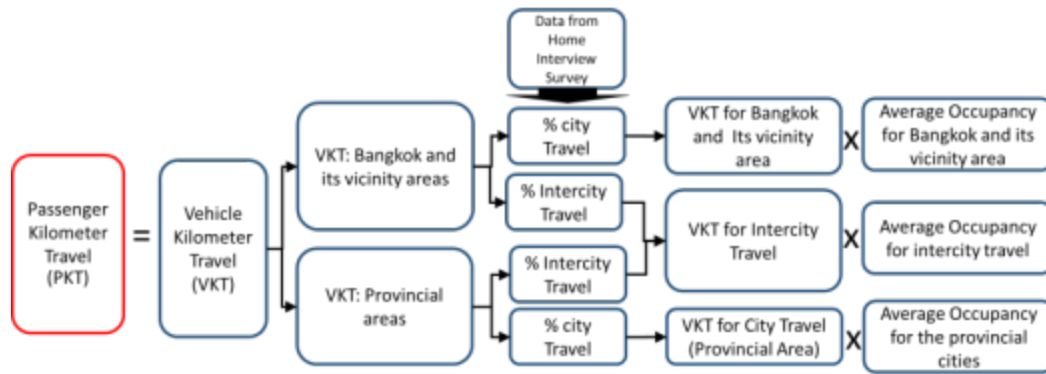 Data from
Home
Interview
Survey
Passenger
Kilometer
Travel
(PKT)
=
Vehicle
Kilometer
Travel
(VKT)
VKT: Bangkok and
its vicinity areas
VKT: Provincial
areas
% city
Travel
% Intercity
Travel
% Intercity
Travel
% city
Travel
VKT for Bangkok
and Its vicinity
area
X
Average Occupancy
for Bangkok and its
vicinity area
VKT for Intercity
Travel
X
Average Occupancy
for intercity travel
VKT for City Travel
(Provincial Area)
X
Average Occupancy
for the provincial
cities